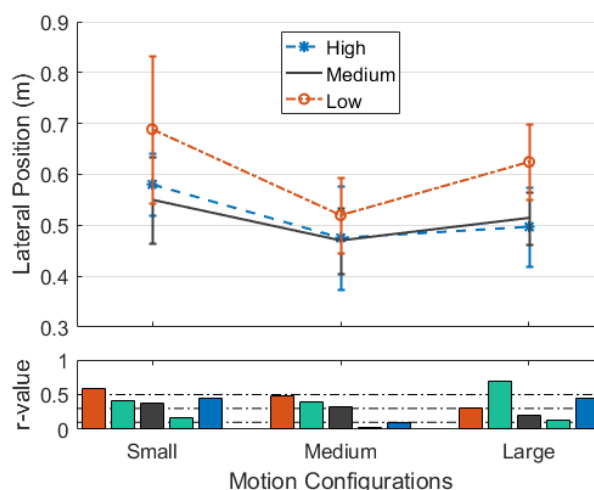 0.9
0.8
0.7
0.6
0.5
0.4
0.3
Lateral Position (m)
High
Medium
Low
1
0.5
0
r-value
Small Medium Large
Motion Configurations